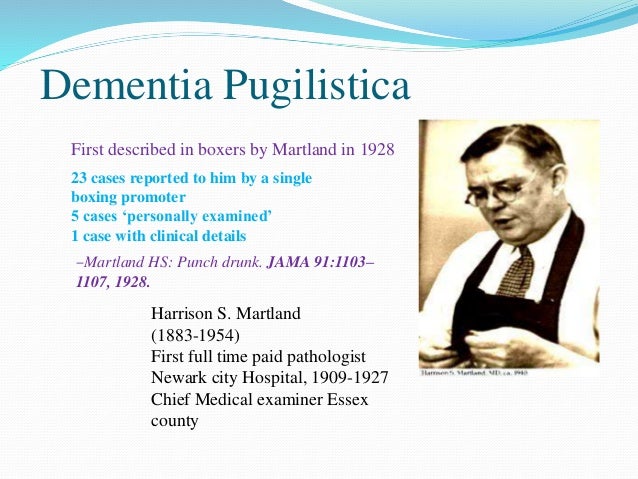 Dementia Pugilistica
First described in boxers by Martland in 1928
23 cases reported to him by a single
boxing promoter
5 cases ‘personally examined’
1 case with clinical details
–Martland HS: Punch drunk. JAMA 91:1103–
1107, 1928.
Harrison S. Martland
(1883-1954)
First full time paid pathologist
Newark city Hospital, 1909-1927
Chief Medical examiner Essex
county
Harrison S. Martland, MD, ca. 1940